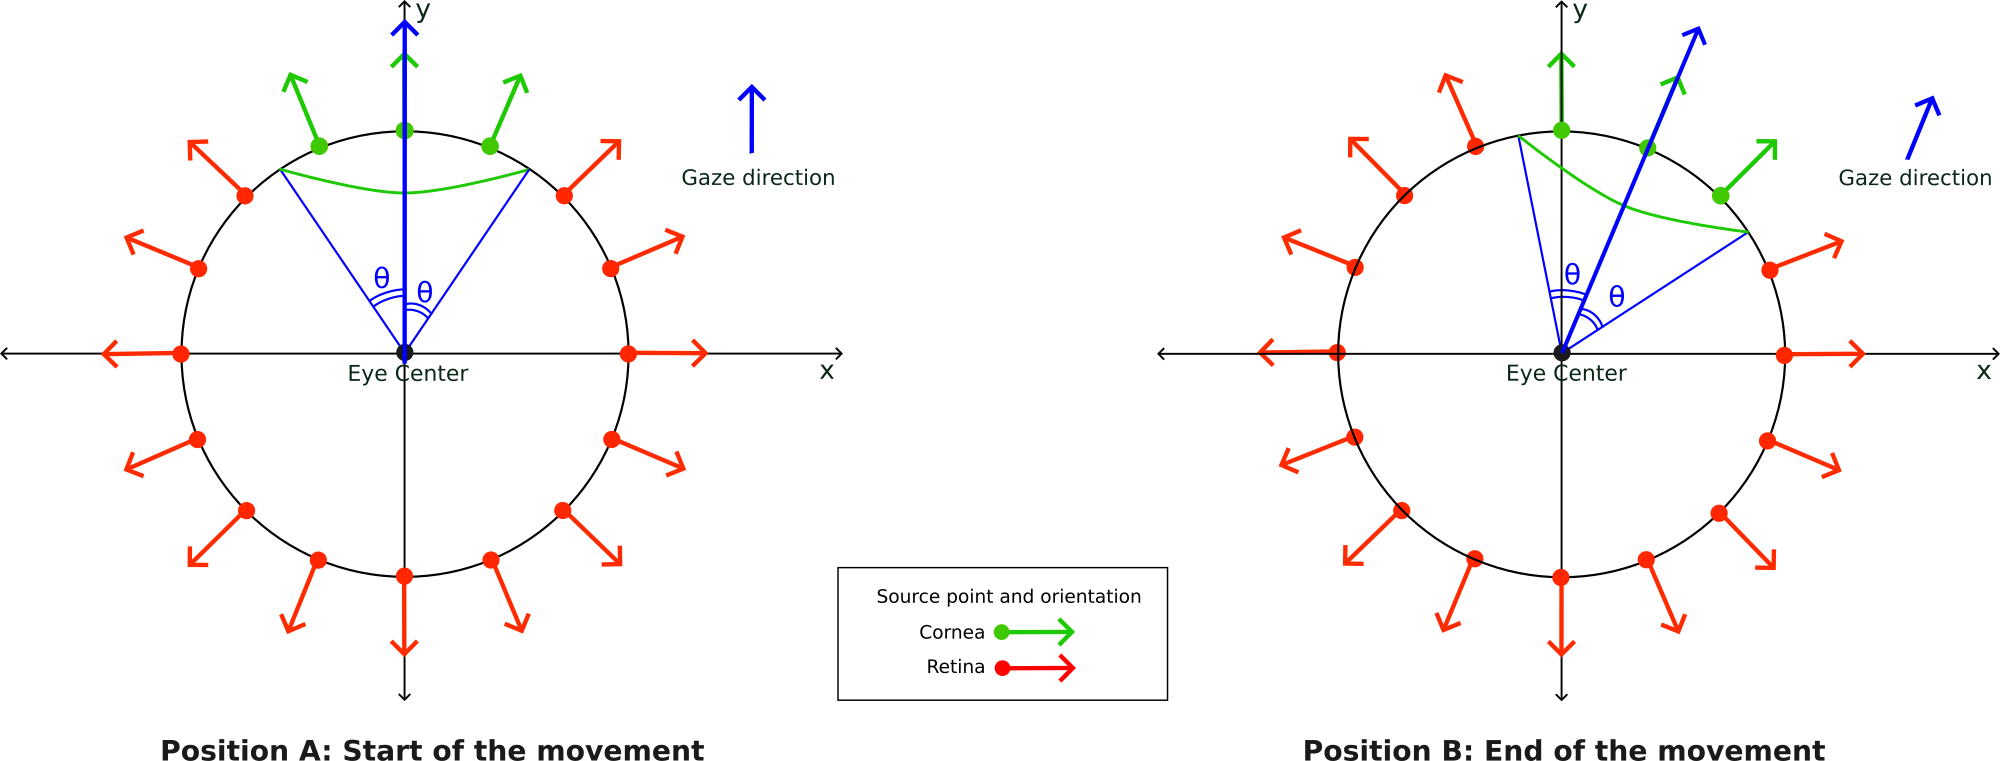 y
Gaze direction
θ
θ
Eye Center
x
Position A: Start of the movement
Source point and orientation
Cornea
Retina
y
Gaze direction
θ
θ
Eye Center
x
Position B: End of the movement